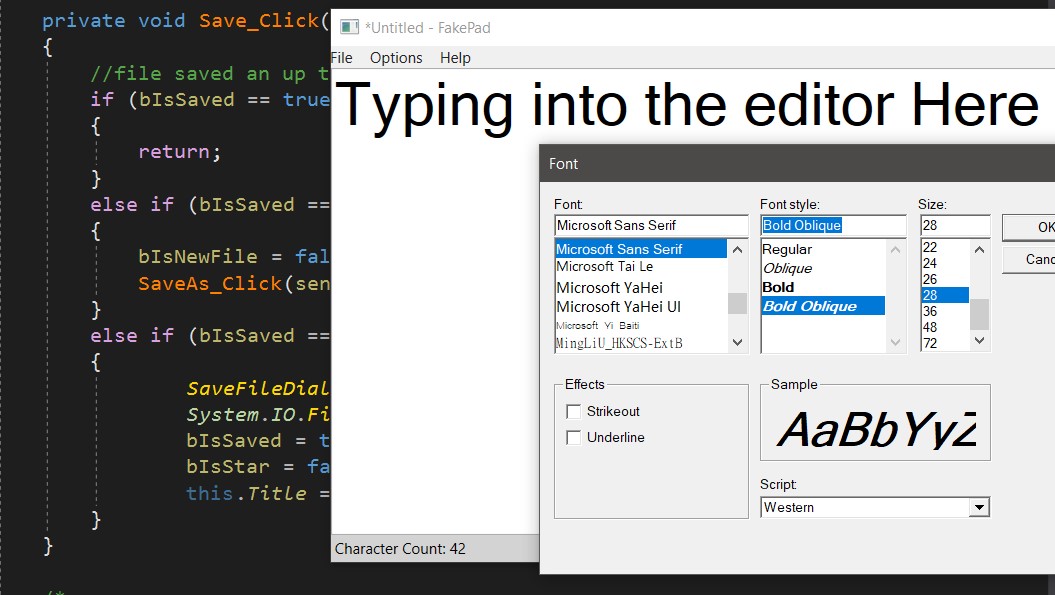 private void Save_Click(
{
//file saved an up t
if (bIsSaved == true
{
return;
}
else if (bIsSaved ==
{
bIsNewFile = fal
SaveAs_Click(sen
}
else if (bIsSaved ==
{
SaveFileDial
System.IO.Fi
bIsSaved = t
bIsStar = fa
this.Title =
}
}
/*
*Untitled - FakePad
File Options Help
Typing into the editor Here
Character Count: 42
Font
Font:
Microsoft Sans Serif
Microsoft Sans Serif
Microsoft Tai Le
Microsoft YaHei
Microsoft YaHei UI
Microsoft Yi Baiti
MingLiU_HKSCS-ExtB
Font style:
Bold Oblique
Regular
Oblique
Bold
Bold Oblique
Size:
28
22
24
26
28
36
48
72
OK
Canc
Effects
Strikeout
Underline
Sample
AaBbYyZ
Script:
Western